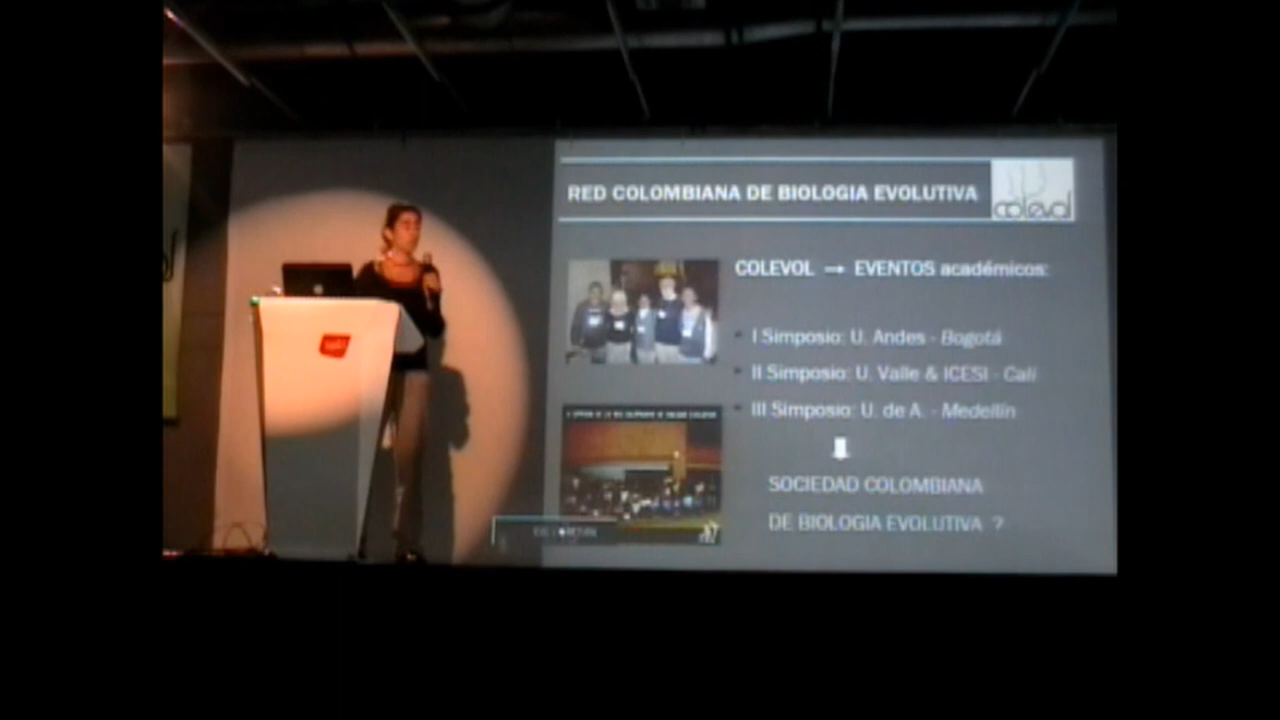 RED COLOMBIANA DE BIOLOGIA EVOLUTIVA
colevol
COLEVOL → EVENTOS académicos:
• I Simposio: U. Andes - Bogotá
• II Simposio: U. Valle & ICESI - Cali
• III Simposio: U. de A. - Medellín
SOCIEDAD COLOMBIANA
DE BIOLOGIA EVOLUTIVA ?